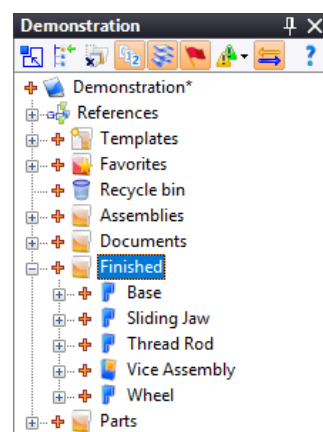 Demonstration
Demonstration*
References
Templates
Favorites
Recycle bin
Assemblies
Documents
Finished
Base
Sliding Jaw
Thread Rod
Vice Assembly
Wheel
Parts